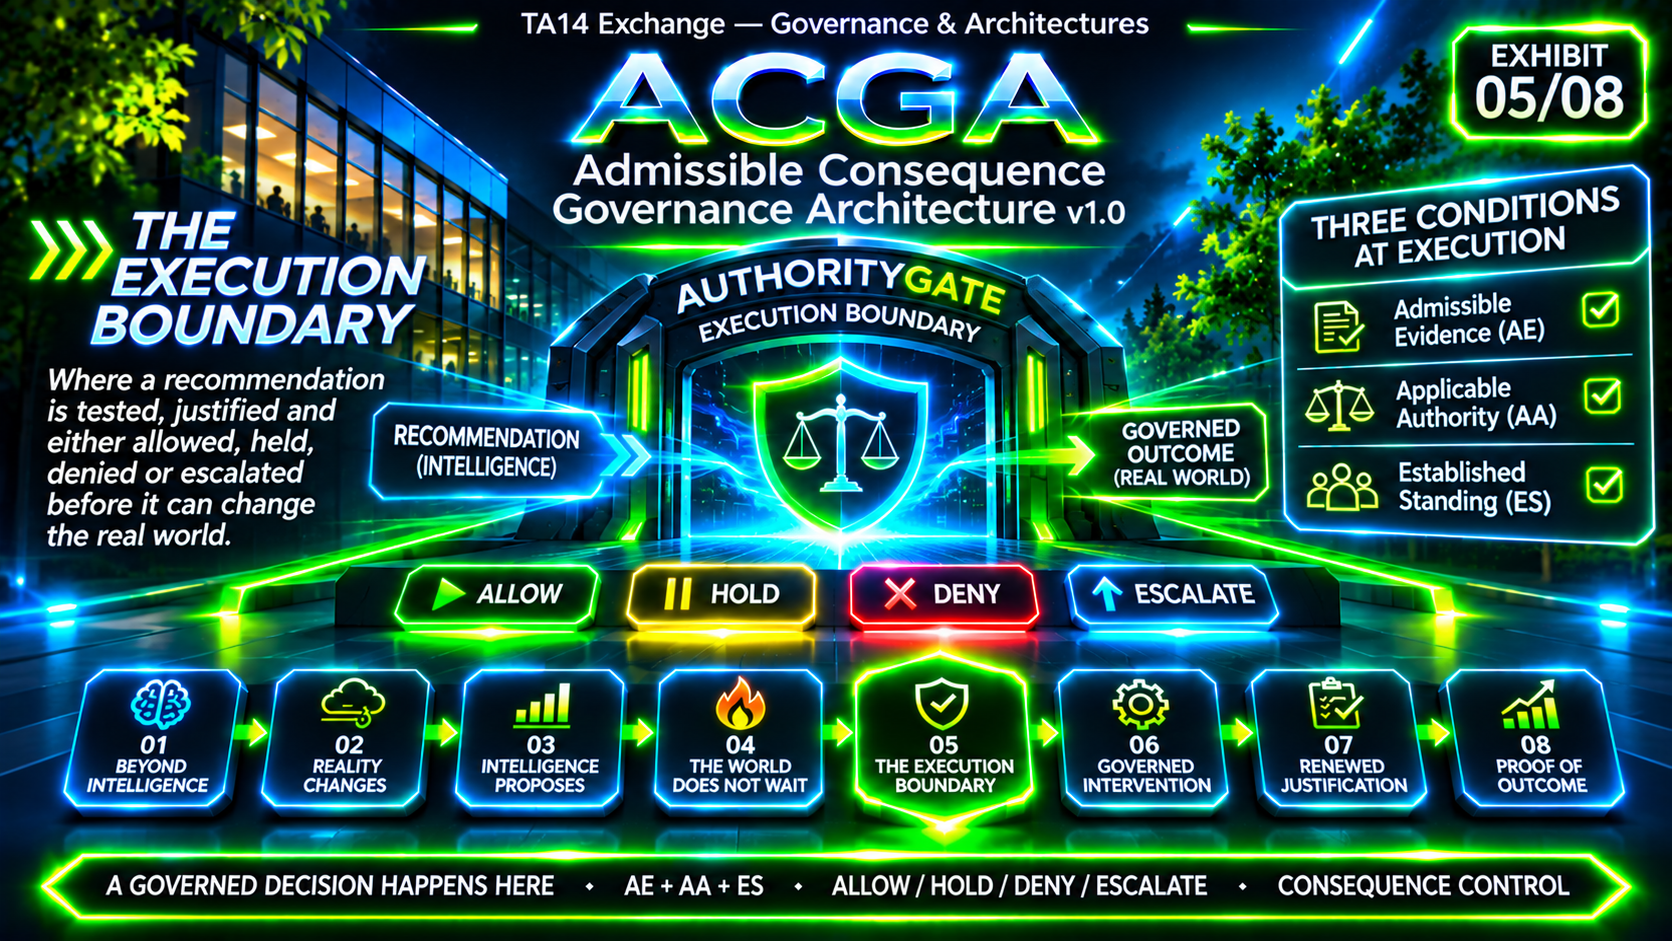 TA14 Exchange — Governance & Architectures
ACGA
Admissible Consequence
Governance Architecture v1.0
EXHIBIT
05/08
THE
EXECUTION
BOUNDARY
Where a recommendation
is tested, justified and
either allowed, held,
denied or escalated
before it can change
the real world.
AUTHORITYGATE
EXECUTION BOUNDARY
RECOMMENDATION
(INTELLIGENCE)
GOVERNED
OUTCOME
(REAL WORLD)
THREE CONDITIONS
AT EXECUTION
Admissible
Evidence (AE)
Applicable
Authority (AA)
Established
Standing (ES)
ALLOW
HOLD
DENY
ESCALATE
01
BEYOND
INTELLIGENCE
02
REALITY
CHANGES
03
INTELLIGENCE
PROPOSES
04
THE WORLD
DOES NOT WAIT
05
THE EXECUTION
BOUNDARY
06
GOVERNED
INTERVENTION
07
RENEWED
JUSTIFICATION
08
PROOF OF
OUTCOME
A GOVERNED DECISION HAPPENS HERE • AE + AA + ES • ALLOW / HOLD / DENY / ESCALATE • CONSEQUENCE CONTROL